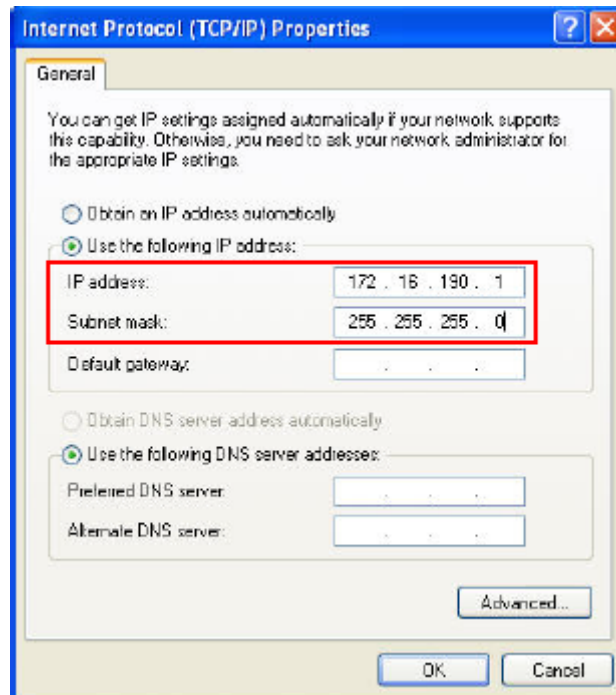 Internet Protocol (TCP/IP) Properties
General
You can get IP settings assigned automatically if your network supports
this capability. Otherwise, you need to ask your network administrator for
the appropriate IP settings.
Obtain an IP address automatically
Use the following IP address:
IP address: 172 . 16 . 190 . 1
Subnet mask: 255 . 255 . 255 . 0
Default gateway: . . .
Obtain DNS server address automatically
Use the following DNS server addresses:
Preferred DNS server: . . .
Alternate DNS server: . . .
Advanced...
OK Cancel